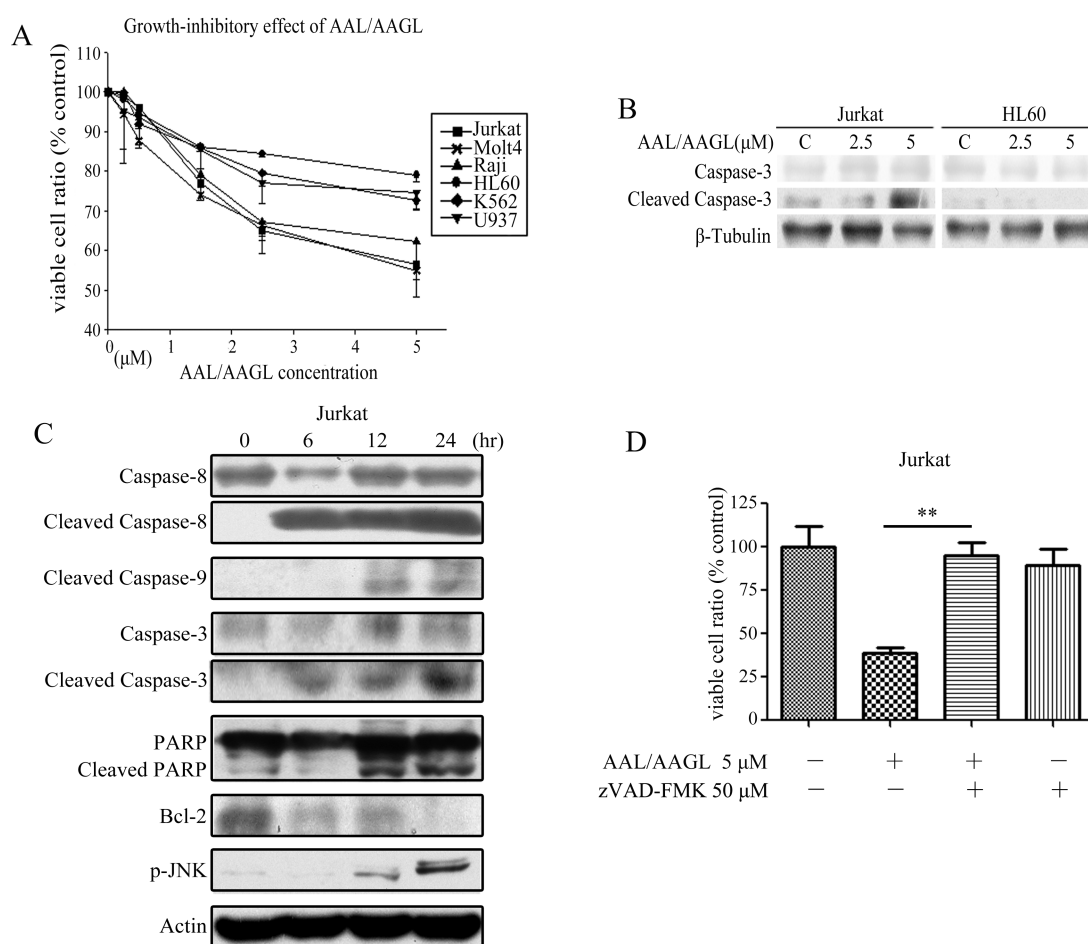 A
Growth-inhibitory effect of AAL/AAGL
viable cell ratio (% control)
110
100
90
80
70
60
50
40
0
1
2
3
4
5
(μM)
AAL/AAGL concentration
Jurkat
Molt4
Raji
HL60
K562
U937
B
Jurkat
HL60
AAL/AAGL(μM)
C
2.5
5
C
2.5
5
Caspase-3
Cleaved Caspase-3
β-Tubulin
C
Jurkat
0
6
12
24
(hr)
Caspase-8
Cleaved Caspase-8
Cleaved Caspase-9
Caspase-3
Cleaved Caspase-3
PARP
Cleaved PARP
Bcl-2
p-JNK
Actin
D
Jurkat
viable cell ratio (% control)
125
100
75
50
25
0
**
AAL/AAGL 5 μM
− + + −
zVAD-FMK 50 μM
− − + +